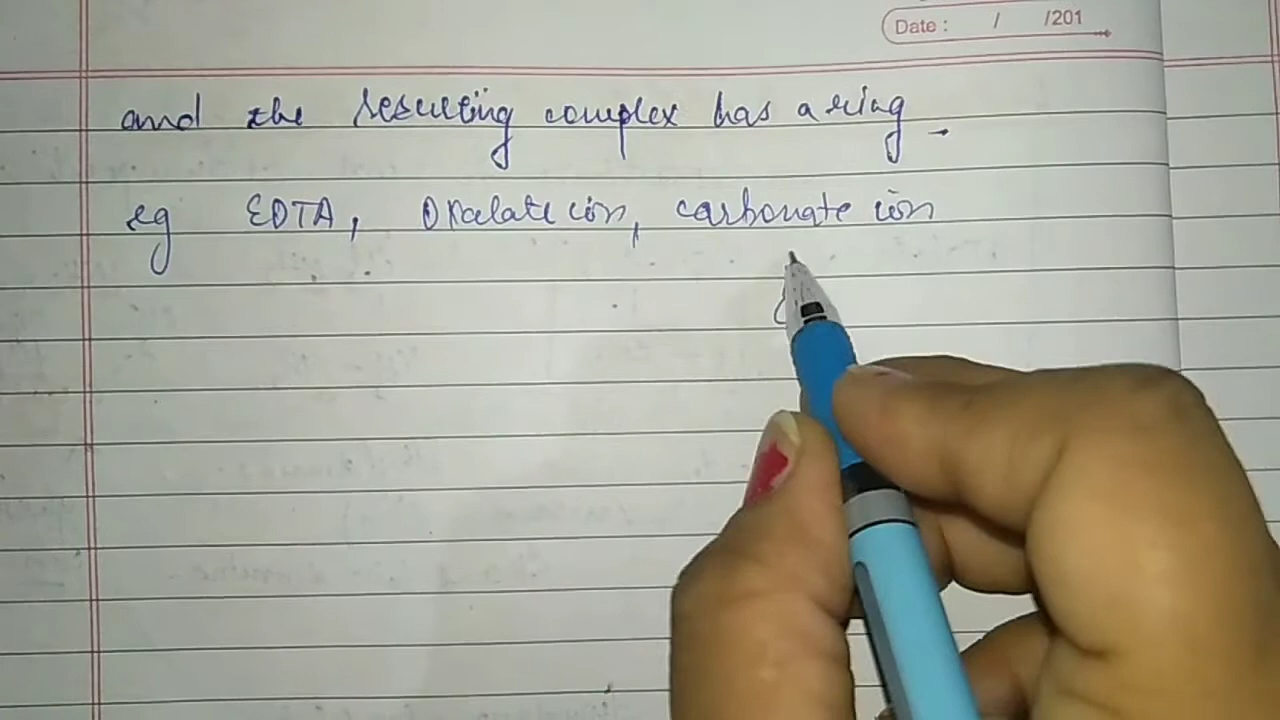 Date : / /201
and the resulting complex has a ring .
eg EDTA, Oxalate ion, carbonate ion